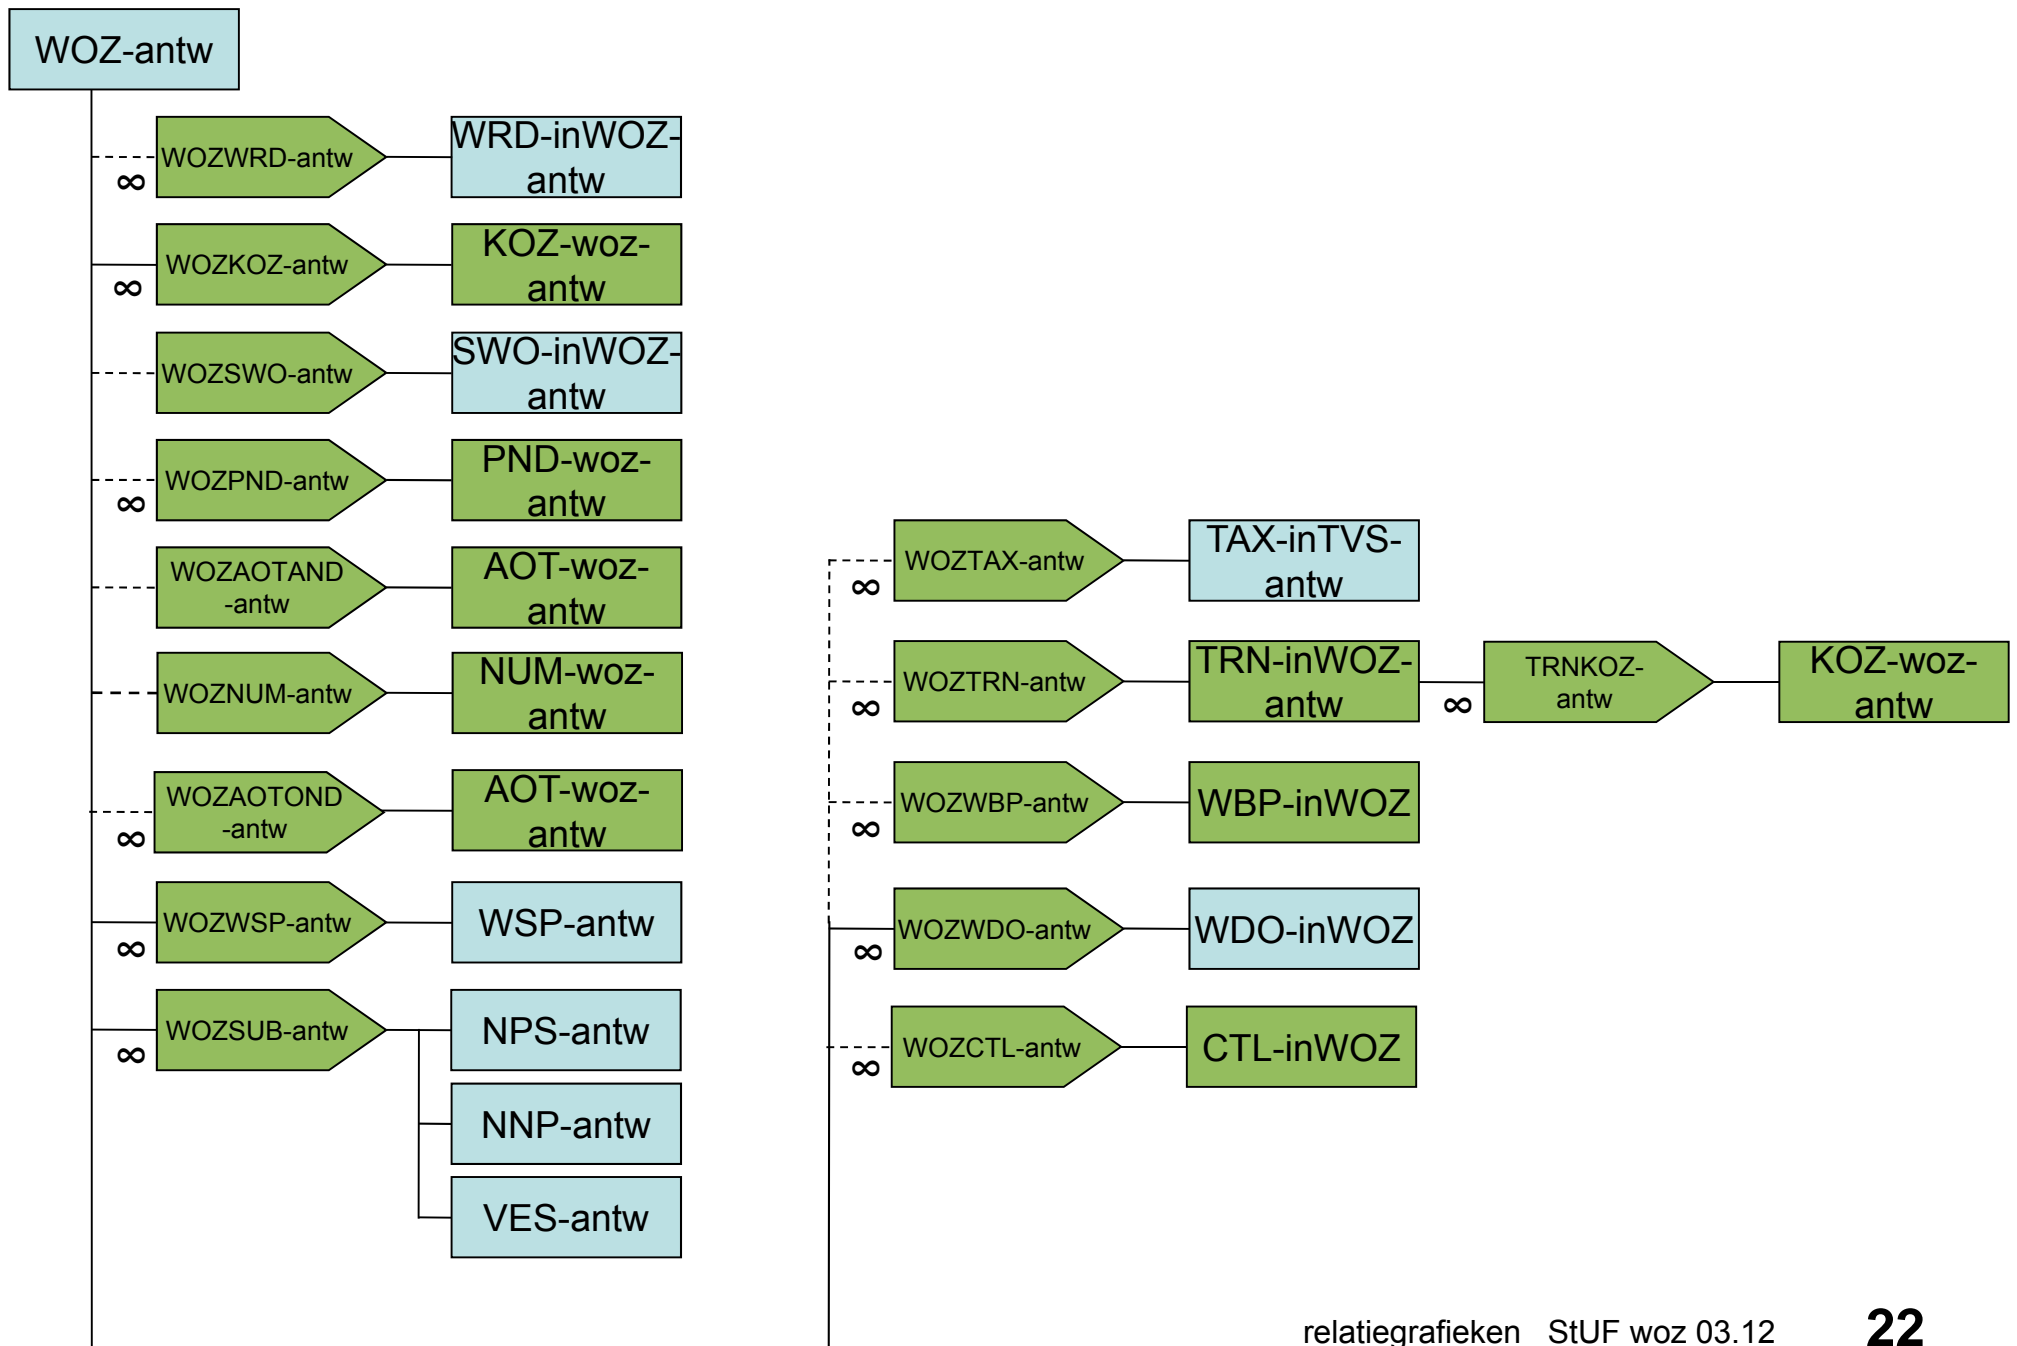 WOZ-antw
WOZWRD-antw
∞
WRD-inWOZ-
antw
WOZKOZ-antw
∞
KOZ-woz-
antw
WOZSWO-antw
SWO-inWOZ-
antw
WOZPND-antw
∞
PND-woz-
antw
WOZAOTAND
-antw
AOT-woz-
antw
WOZNUM-antw
NUM-woz-
antw
WOZAOTOND
-antw
∞
AOT-woz-
antw
WOZWSP-antw
∞
WSP-antw
WOZSUB-antw
∞
NPS-antw
NNP-antw
VES-antw
WOZTAX-antw
∞
TAX-inTVS-
antw
WOZTRN-antw
∞
TRN-inWOZ-
antw
∞
TRNKOZ-
antw
KOZ-woz-
antw
WOZWBP-antw
∞
WBP-inWOZ
WOZWDO-antw
∞
WDO-inWOZ
WOZCTL-antw
∞
CTL-inWOZ
relatiegrafieken StUF woz 03.12 22